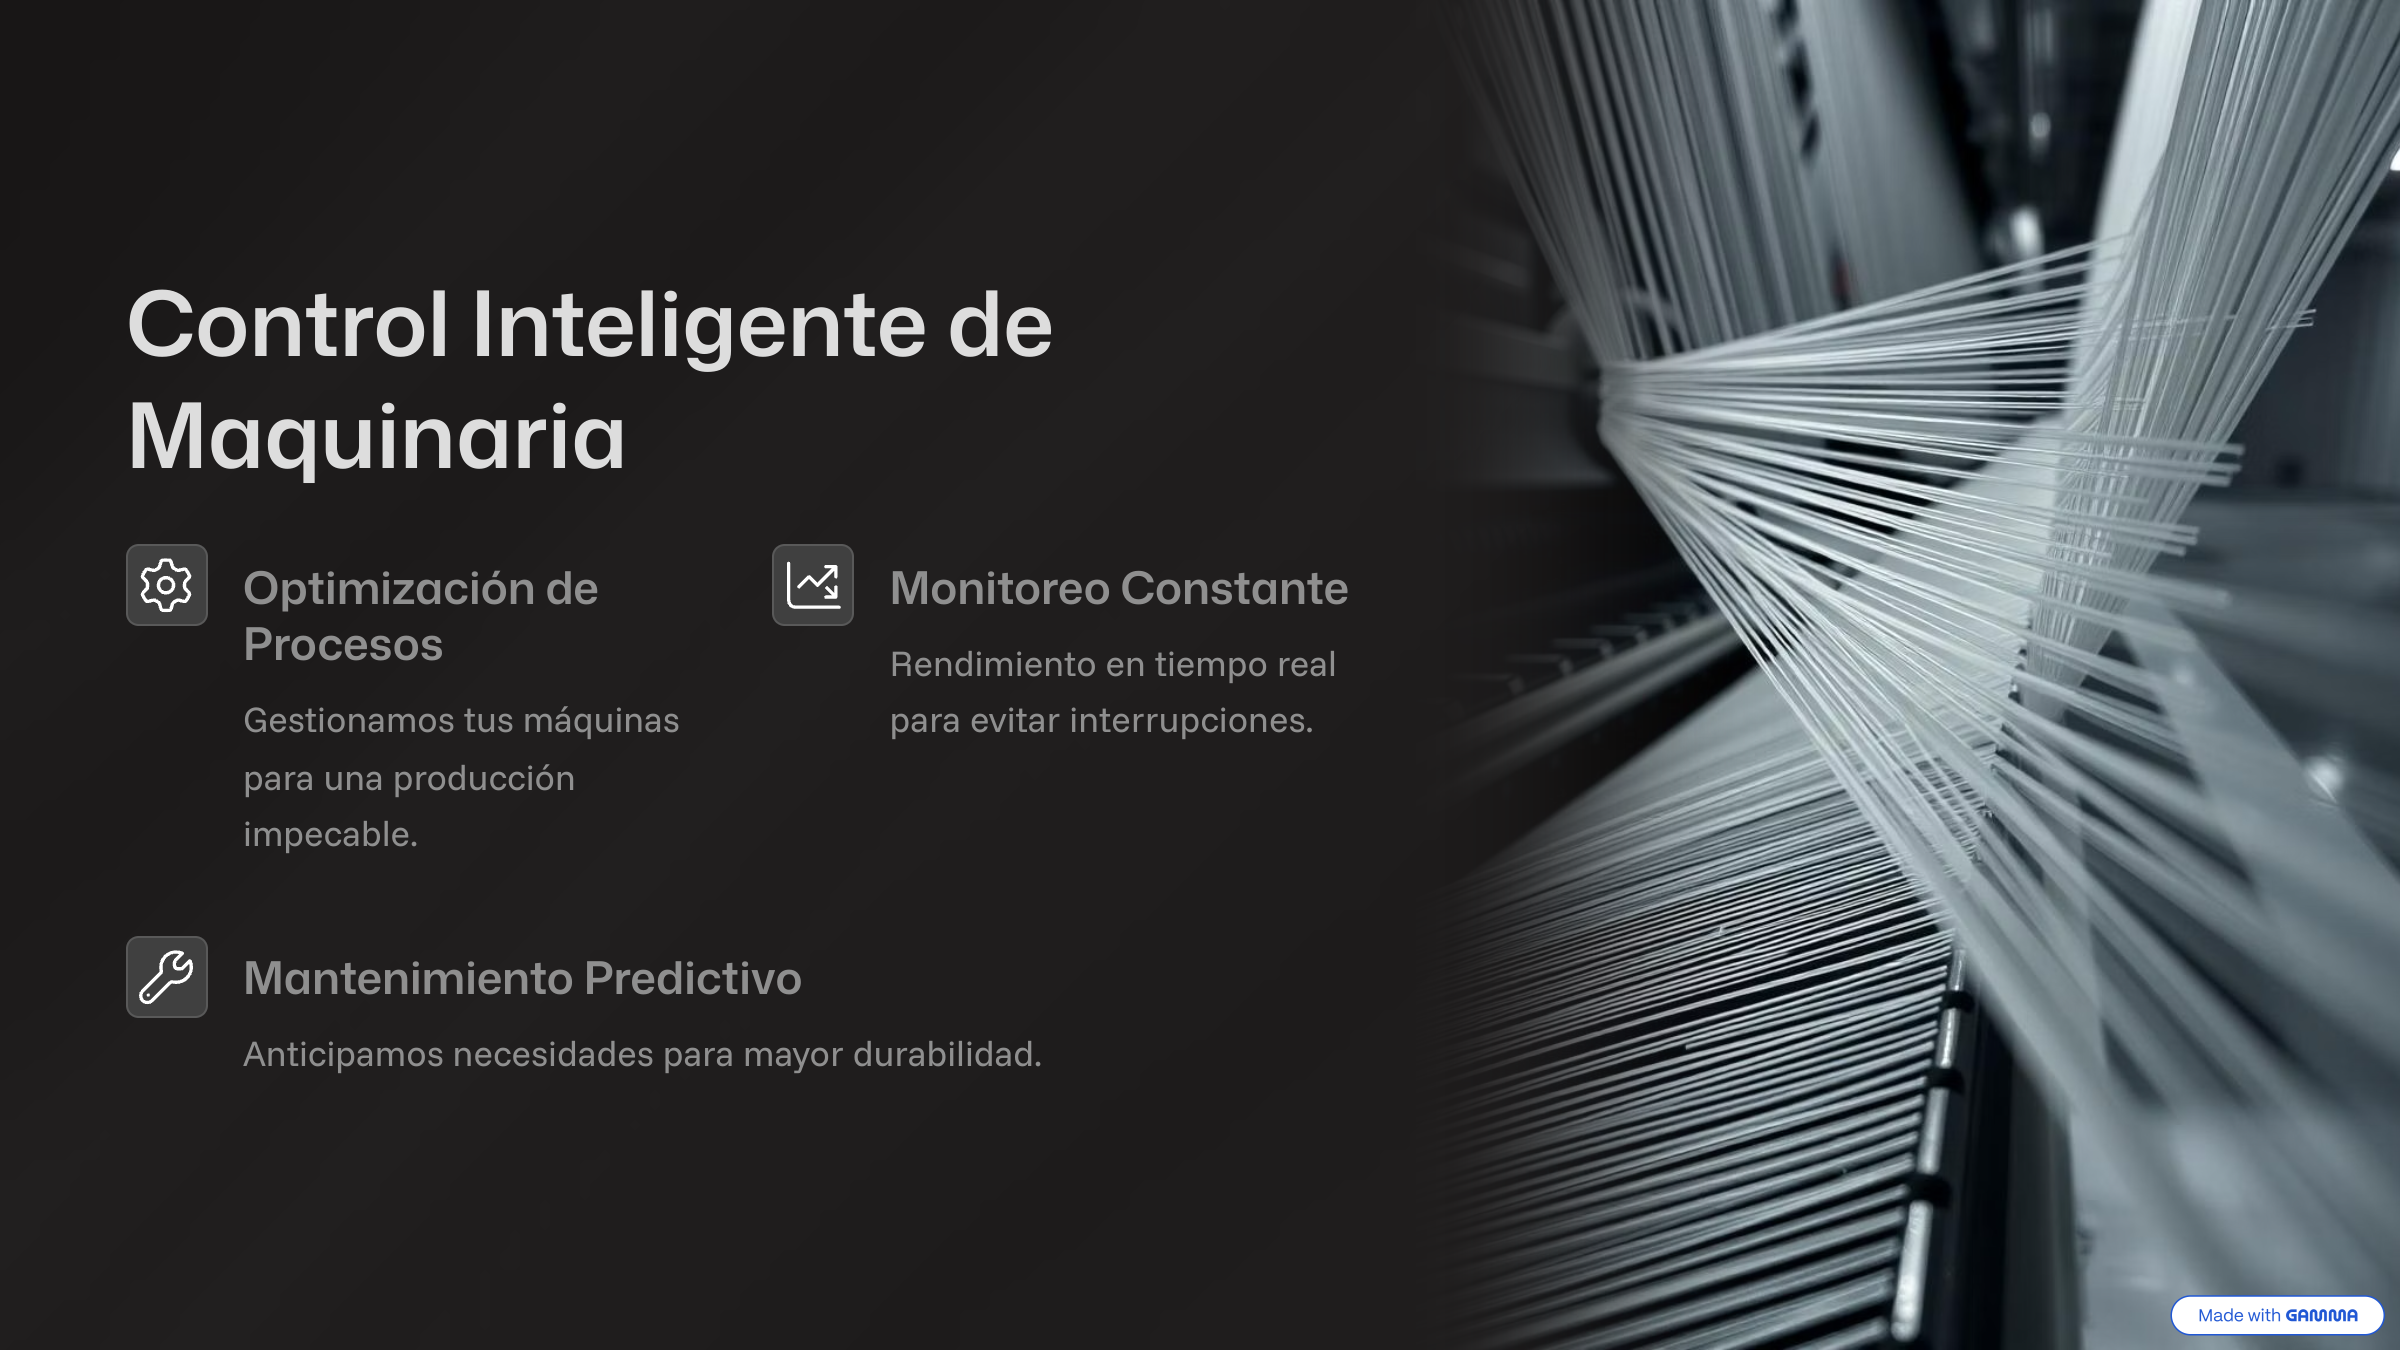 Control Inteligente de
Maquinaria
Optimización de
Procesos
Gestionamos tus máquinas
para una producción
impecable.
Monitoreo Constante
Rendimiento en tiempo real
para evitar interrupciones.
Mantenimiento Predictivo
Anticipamos necesidades para mayor durabilidad.
Made with GAMMA